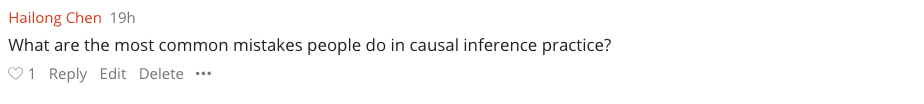 Hailong Chen 19h
What are the most common mistakes people do in causal inference practice?
1 Reply Edit Delete •••